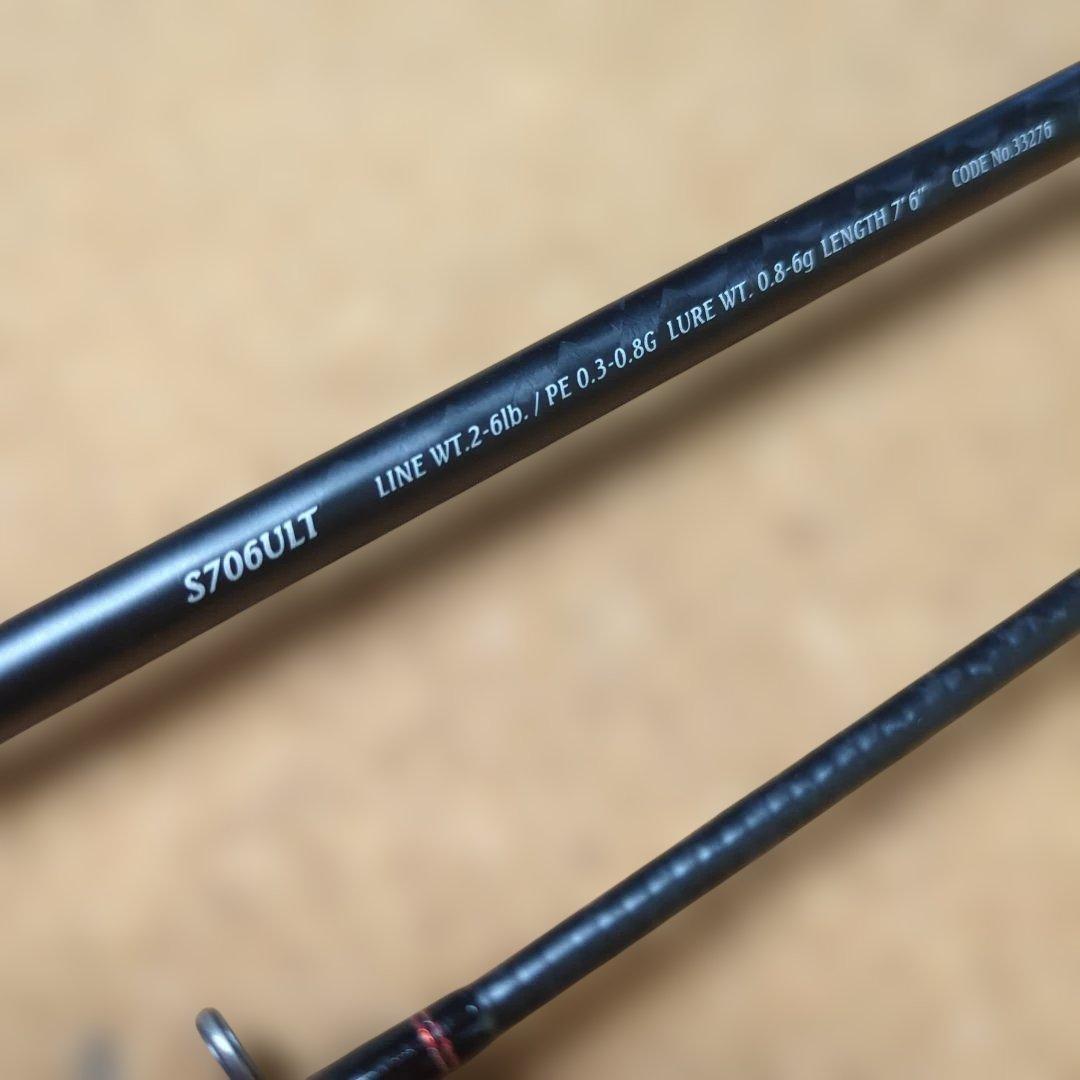 S706ULT LINE WT.2-6lb. / PE 0.3-0.8G LURE WT. 0.8-6g LENGTH 7'6" CODE No.33276